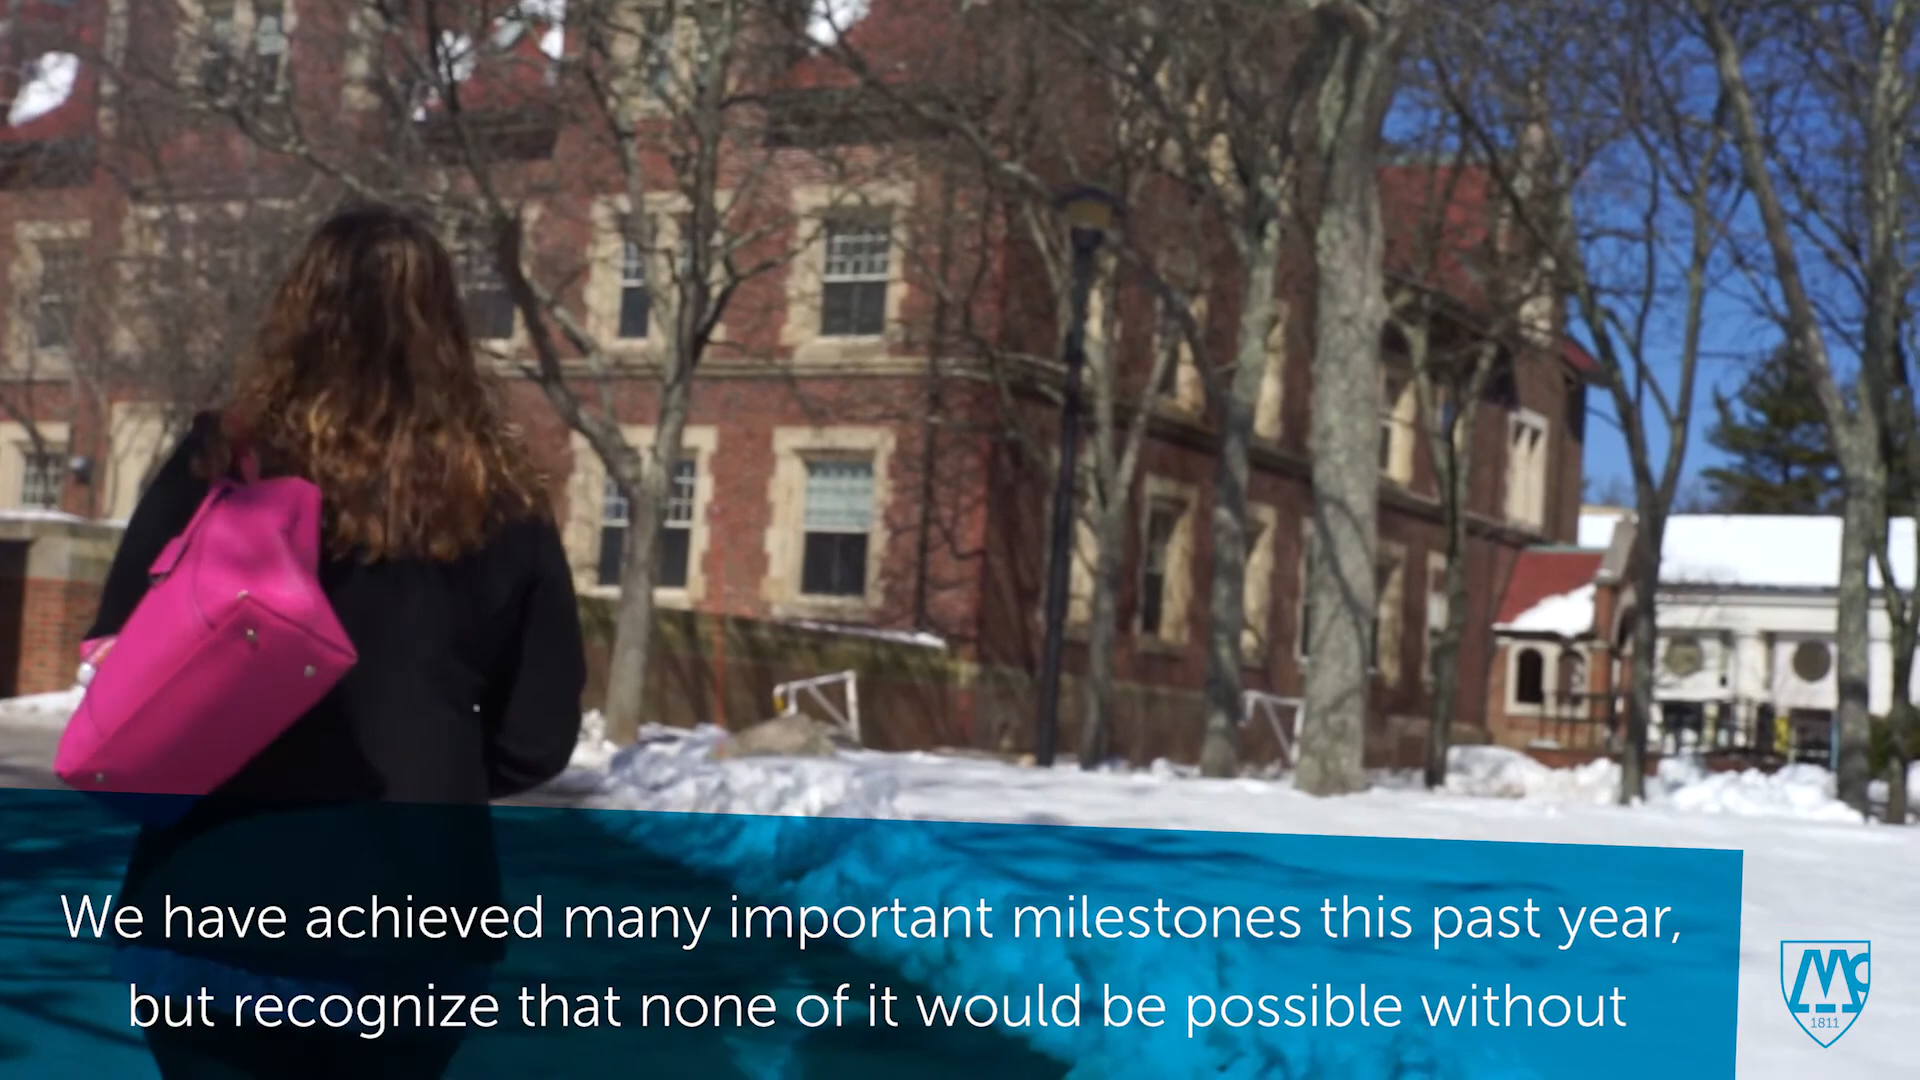 We have achieved many important milestones this past year,
but recognize that none of it would be possible without
Mc
1811